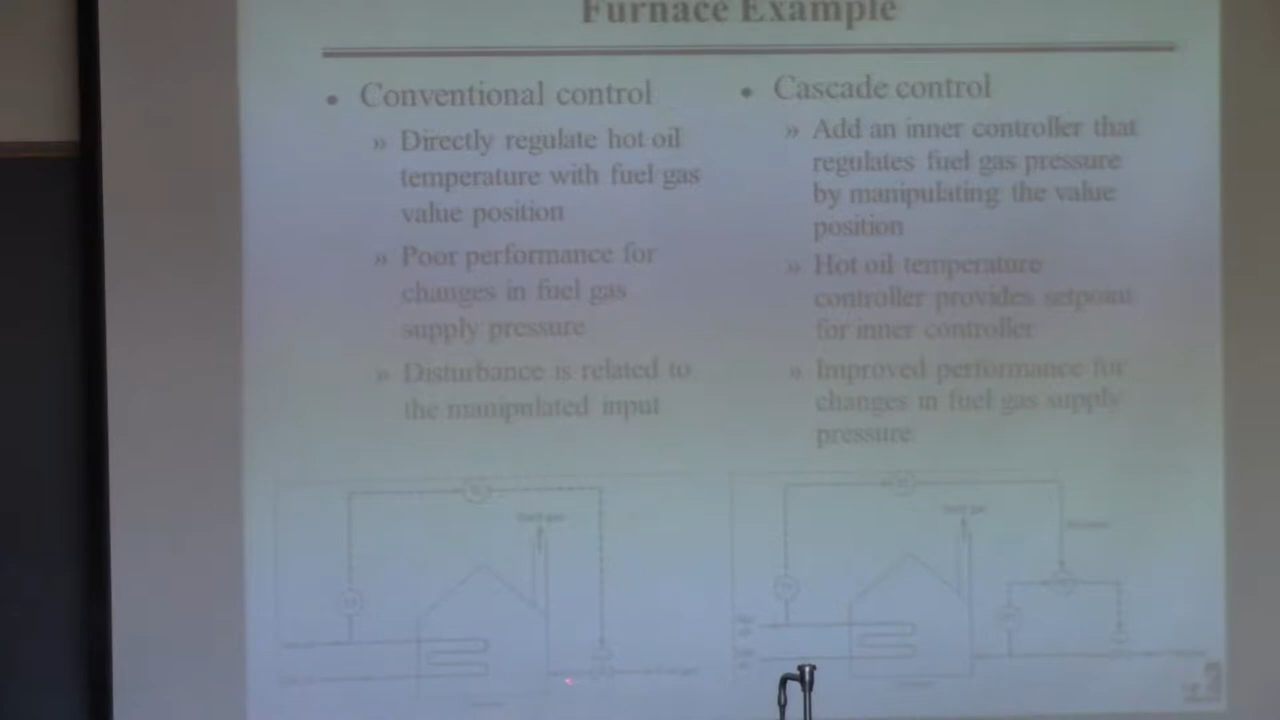 Furnace Example
• Conventional control
» Directly regulate hot oil
temperature with fuel gas
value position
» Poor performance for
changes in fuel gas
supply pressure
» Disturbance is related to
the manipulated input
• Cascade control
» Add an inner controller that
regulates fuel gas pressure
by manipulating the value
position
» Hot oil temperature
controller provides setpoint
for inner controller
» Improved performance for
changes in fuel gas supply
pressure